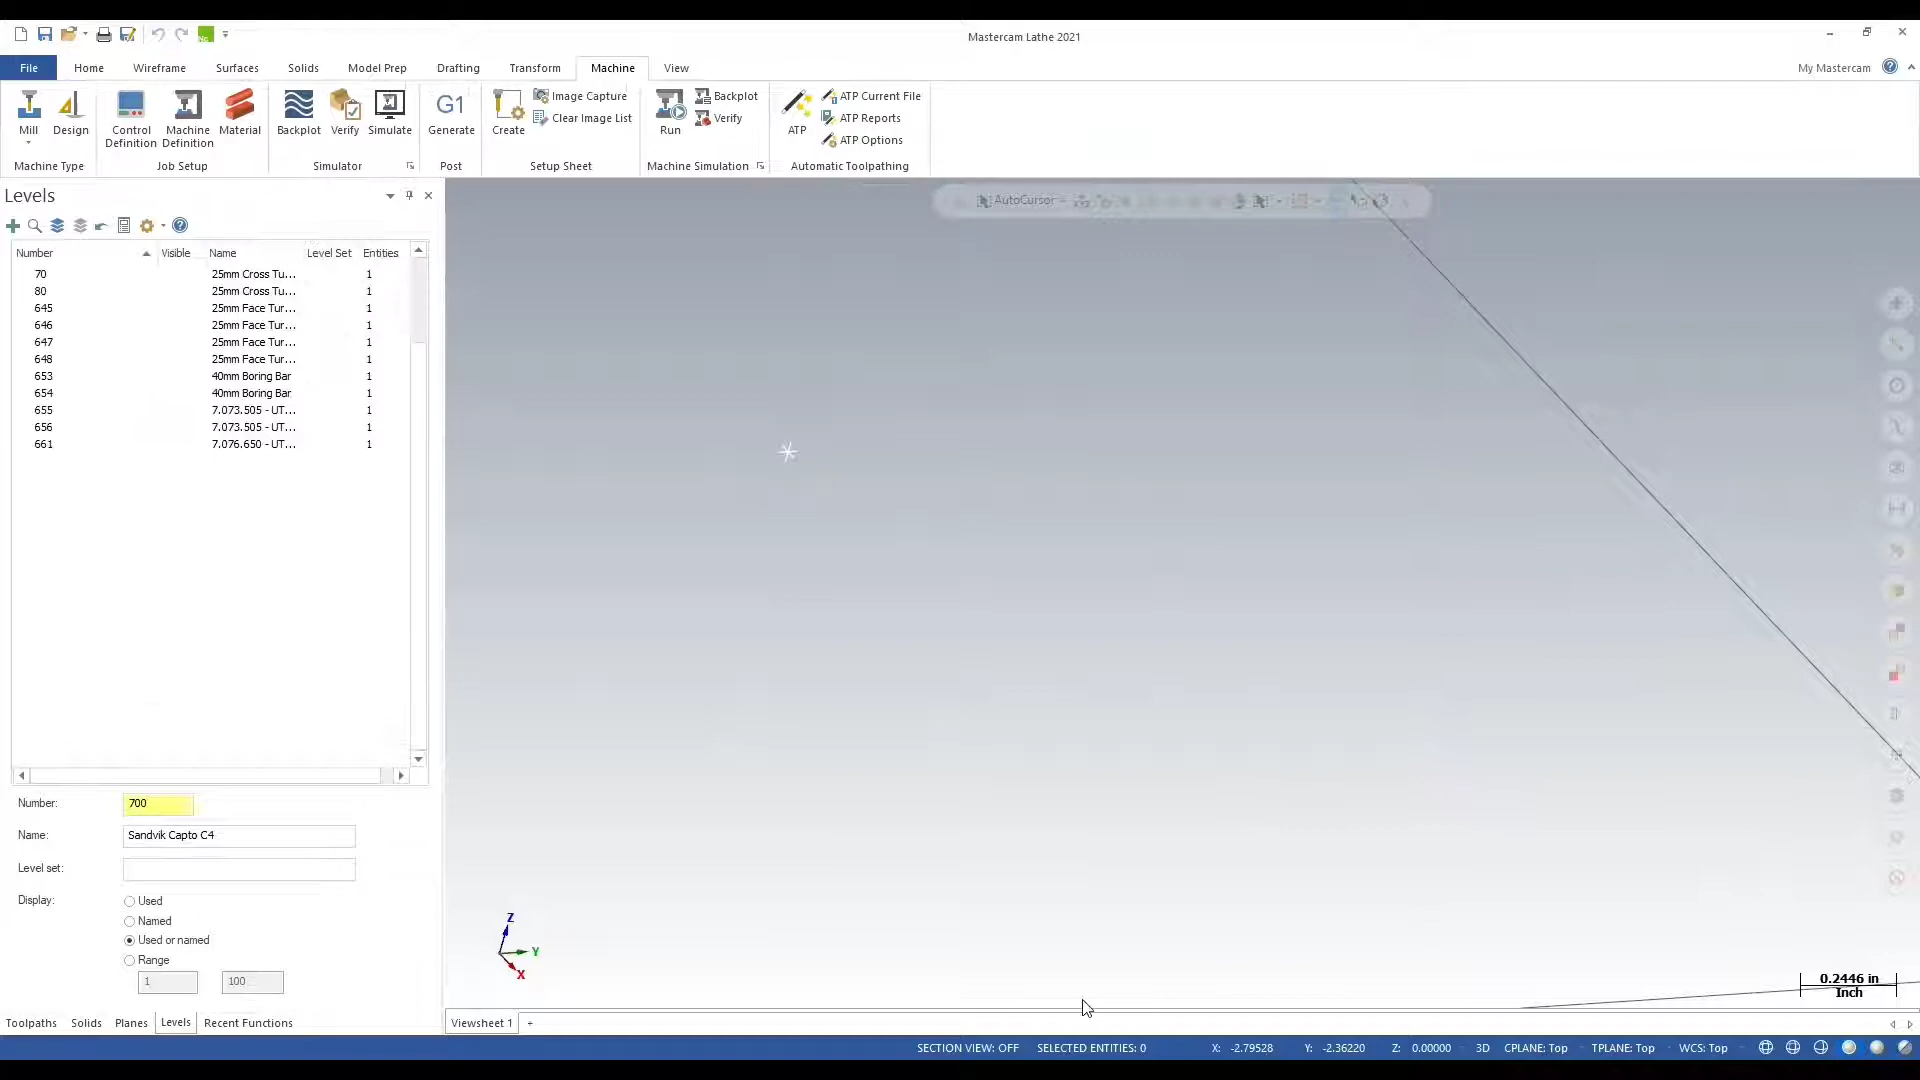 Mastercam Lathe 2021
File Home Wireframe Surfaces Solids Model Prep Drafting Transform Machine View My Mastercam
Mill Design Control Definition Machine Definition Material Backplot Verify Simulate G1 Generate Create Image Capture Clear Image List Run Backplot Verify ATP ATP Current File ATP Reports ATP Options
Machine Type Job Setup Simulator Post Setup Sheet Machine Simulation Automatic Toolpathing
Levels
AutoCursor
Number Visible Name Level Set Entities
70 25mm Cross Tu... 1
80 25mm Cross Tu... 1
645 25mm Face Tur... 1
646 25mm Face Tur... 1
647 25mm Face Tur... 1
648 25mm Face Tur... 1
653 40mm Boring Bar 1
654 40mm Boring Bar 1
655 7.073.505 - UT... 1
656 7.073.505 - UT... 1
661 7.076.650 - UT... 1
Number: 700
Name: Sandvik Capto C4
Level set:
Display: Used
Named
Used or named
Range
1 100
Z
Y
X
0.2446 in
Inch
Toolpaths Solids Planes Levels Recent Functions Viewsheet 1 +
SECTION VIEW: OFF SELECTED ENTITIES: 0 X: -2.79528 Y: -2.36220 Z: 0.00000 3D CPLANE: Top TPLANE: Top WCS: Top